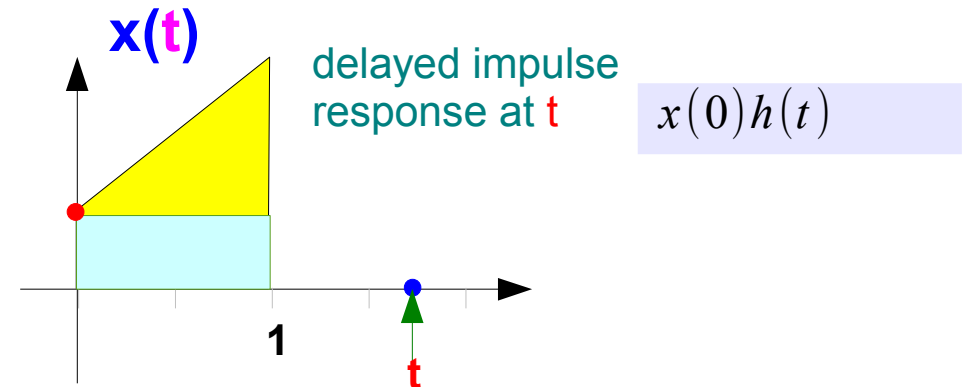 x(t)
delayed impulse
response at t
x(0)h(t)
1
t